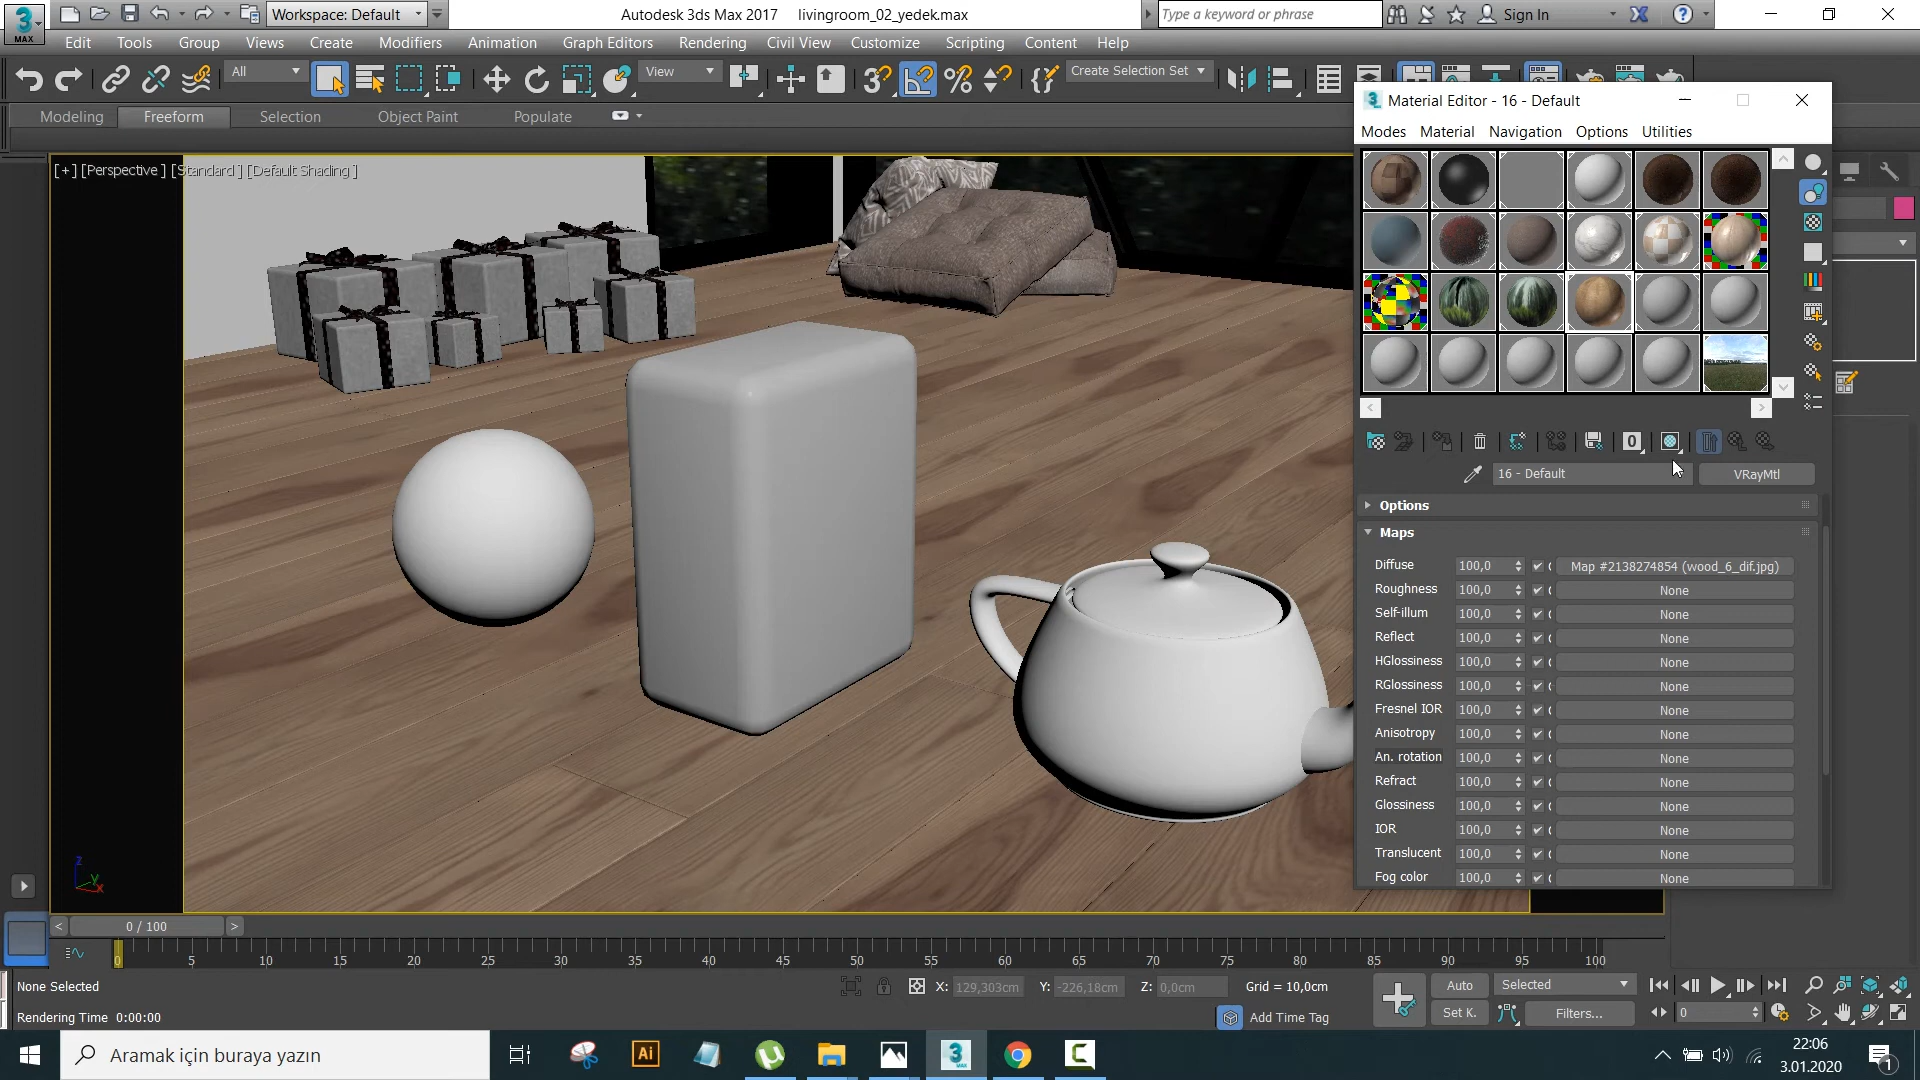 Workspace: Default
Autodesk 3ds Max 2017 livingroom_02_yedek.max
Type a keyword or phrase
Sign In
MAX
Edit Tools Group Views Create Modifiers Animation Graph Editors Rendering Civil View Customize Scripting Content Help
All
View
Create Selection Set
Modeling Freeform Selection Object Paint Populate
[+] [Perspective ] [Standard ] [Default Shading ]
Material Editor - 16 - Default
Modes Material Navigation Options Utilities
16 - Default
VRayMtl
Options
Maps
Diffuse 100,0 Map #2138274854 (wood_6_dif.jpg)
Roughness 100,0 None
Self-illum 100,0 None
Reflect 100,0 None
HGlossiness 100,0 None
RGlossiness 100,0 None
Fresnel IOR 100,0 None
Anisotropy 100,0 None
An. rotation 100,0 None
Refract 100,0 None
Glossiness 100,0 None
IOR 100,0 None
Translucent 100,0 None
Fog color 100,0 None
z
y
x
< 0 / 100 >
0 5 10 15 20 25 30 35 40 45 50 55 60 65 70 75 80 85 90 95 100
None Selected
X: 129,303cm Y: -226,18cm Z: 0,0cm Grid = 10,0cm
Auto Selected
Rendering Time 0:00:00
Add Time Tag
Set K. Filters... 0
Aramak için buraya yazın
Ai
3
MAX
C
22:06
3.01.2020
1